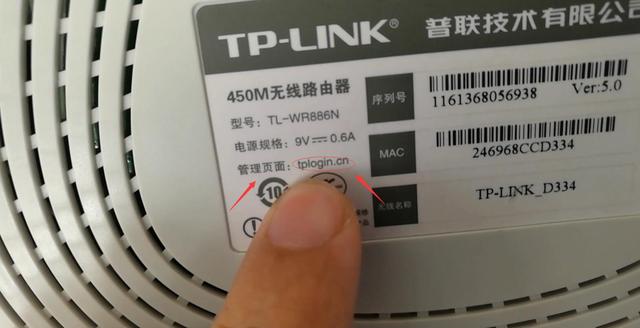 TP-LINK® 普联技术有限公司
450M无线路由器
型号：TL-WR886N
电源规格：9V⎓0.6A
管理页面：tplogin.cn
10
序列号
1161368056938 Ver:5.0
MAC
246968CCD334
无线名称
TP-LINK_D334